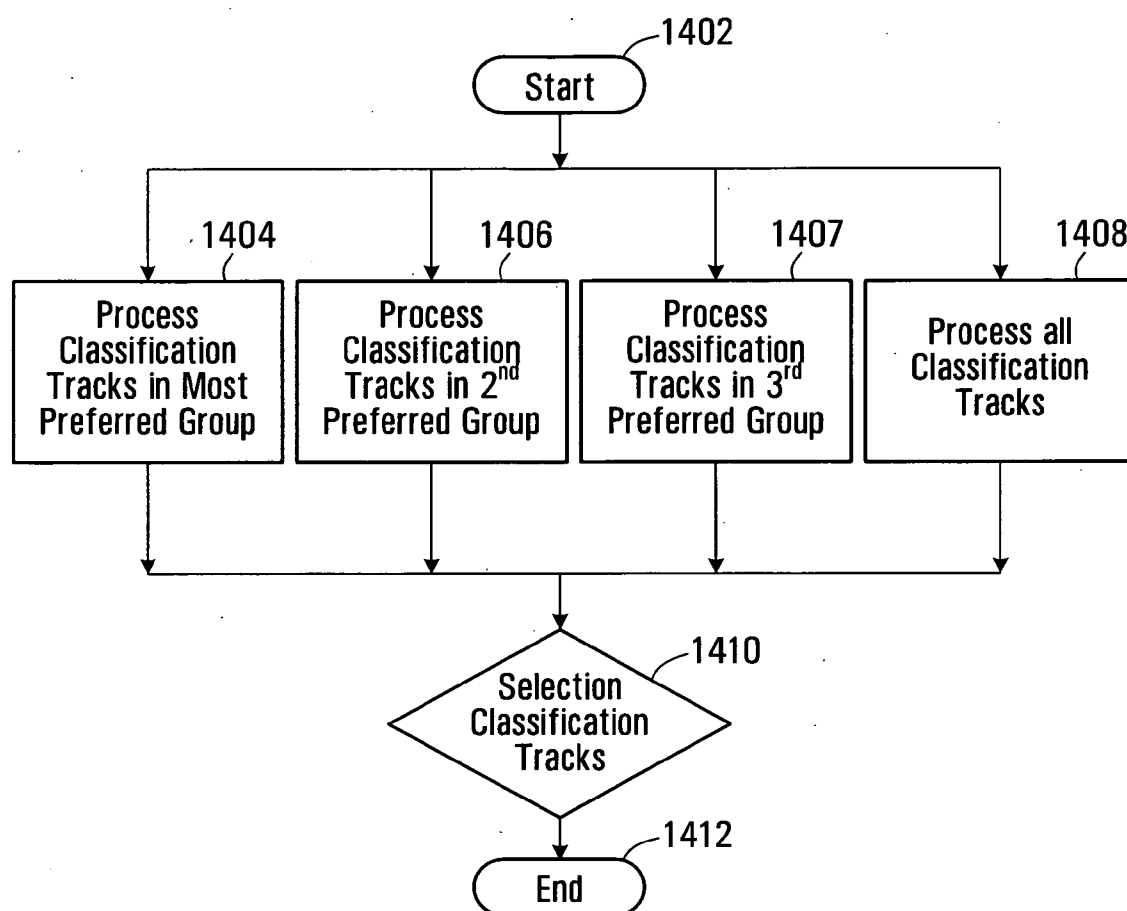 1402
Start
1404
1406
1407
1408
Process
Classification
Tracks in Most
Preferred Group
Process
Classification
Tracks in 2nd
Preferred Group
Process
Classification
Tracks in 3rd
Preferred Group
Process all
Classification
Tracks
1410
Selection
Classification
Tracks
1412
End